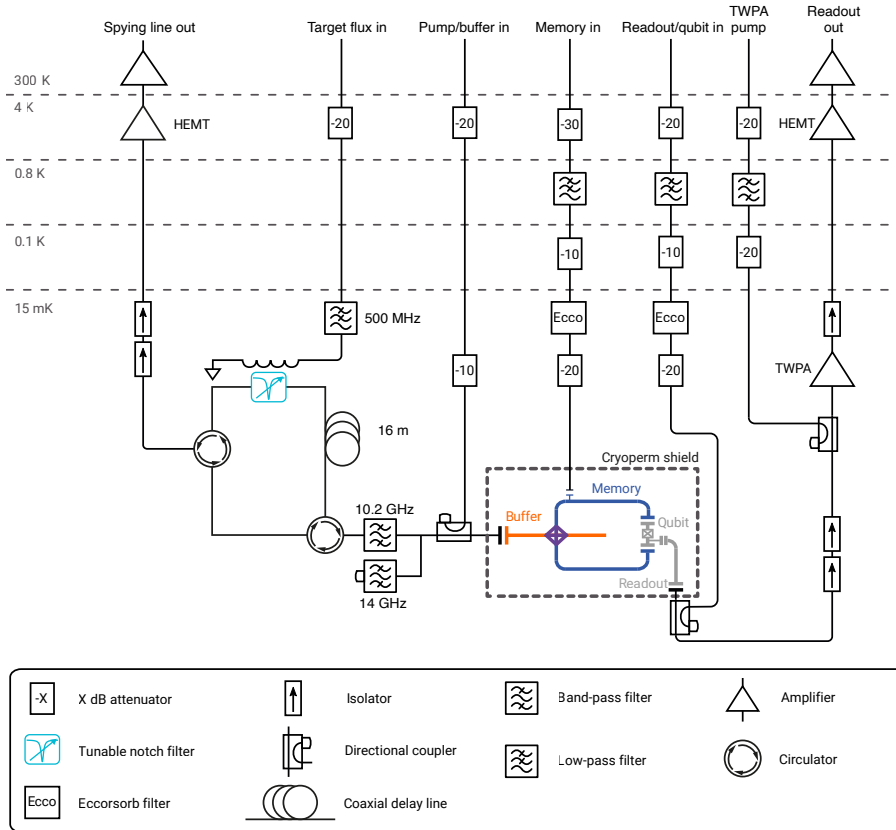 Spying line out
Target flux in
Pump/buffer in
Memory in
Readout/qubit in
TWPA
pump
Readout
out
300 K
4 K
HEMT
-20
-20
-30
-20
-20
HEMT
0.8 K
0.1 K
-10
-10
-20
15 mK
500 MHz
Ecco
Ecco
-10
-20
-20
TWPA
16 m
Cryoperm shield
10.2 GHz
Memory
Buffer
Qubit
14 GHz
Readout
-X
X dB attenuator
Isolator
Band-pass filter
Amplifier
Tunable notch filter
Directional coupler
Low-pass filter
Circulator
Ecco
Eccorsorb filter
Coaxial delay line